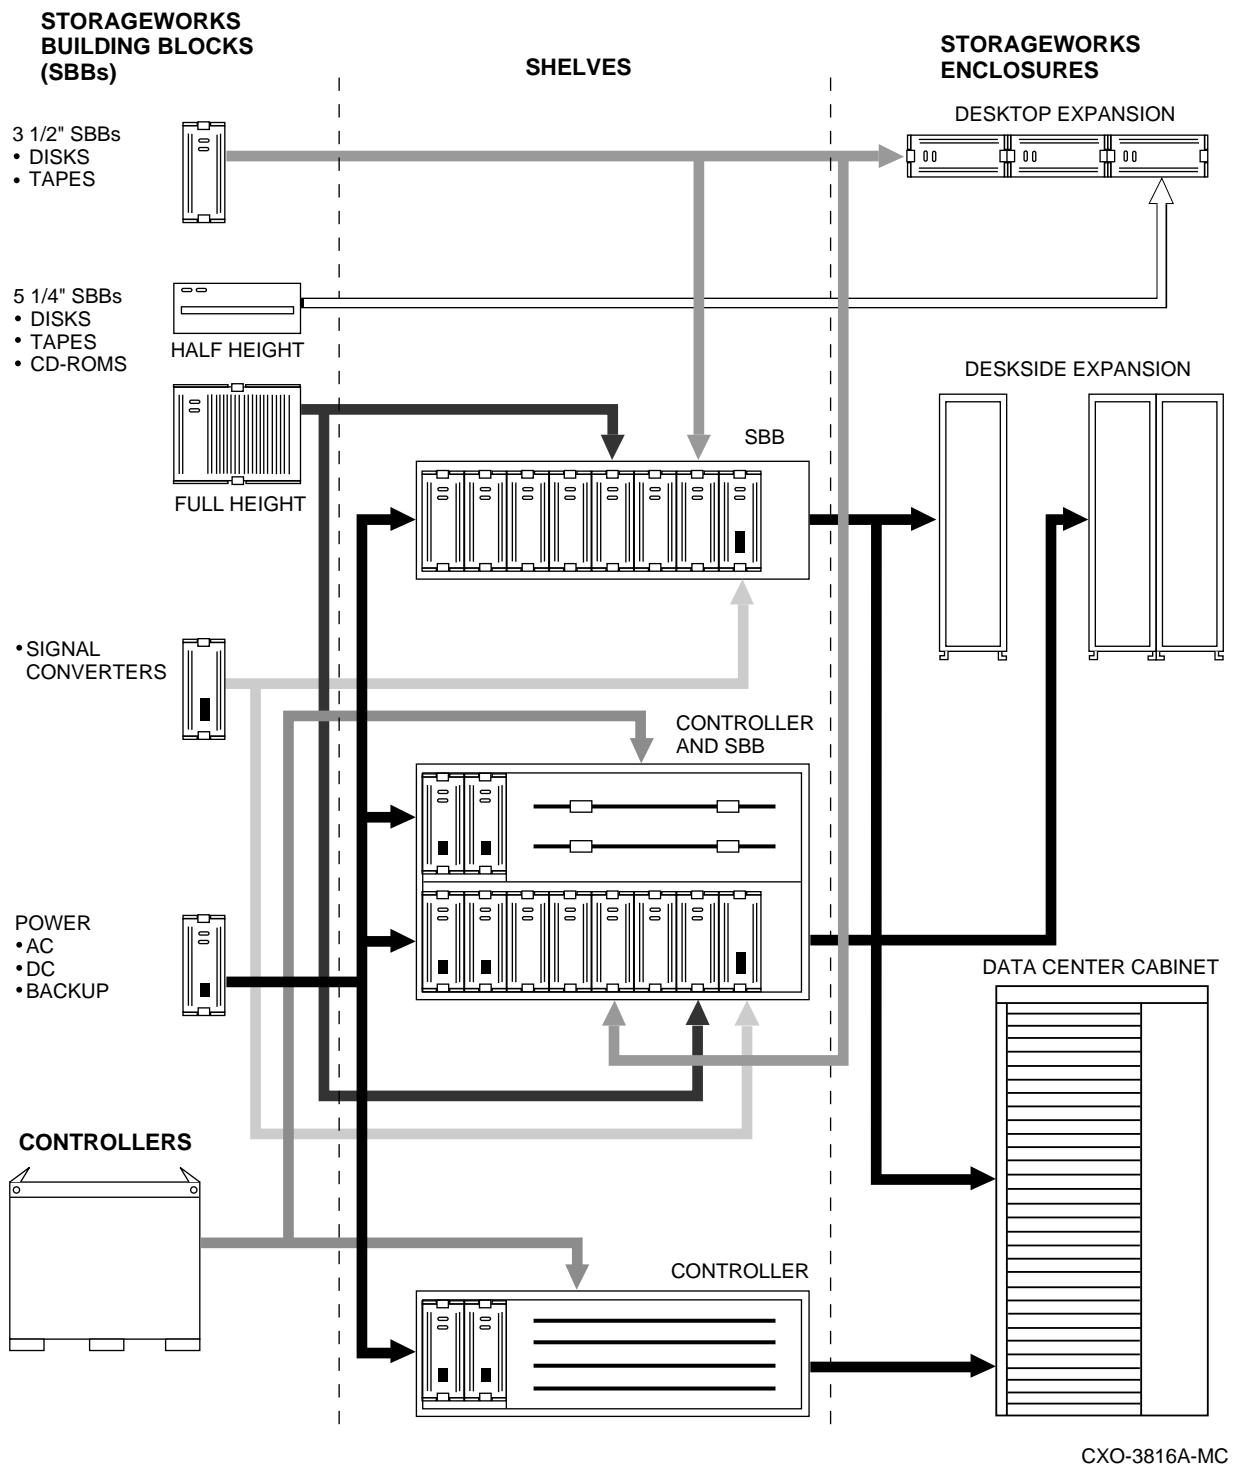 STORAGEWORKS
BUILDING BLOCKS
(SBBs)
SHELVES
STORAGEWORKS
ENCLOSURES
DESKTOP EXPANSION
3 1/2" SBBs
• DISKS
• TAPES
5 1/4" SBBs
• DISKS
• TAPES
• CD-ROMS
HALF HEIGHT
FULL HEIGHT
DESKSIDE EXPANSION
SBB
• SIGNAL
CONVERTERS
CONTROLLER
AND SBB
POWER
• AC
• DC
• BACKUP
DATA CENTER CABINET
CONTROLLERS
CONTROLLER
CXO-3816A-MC